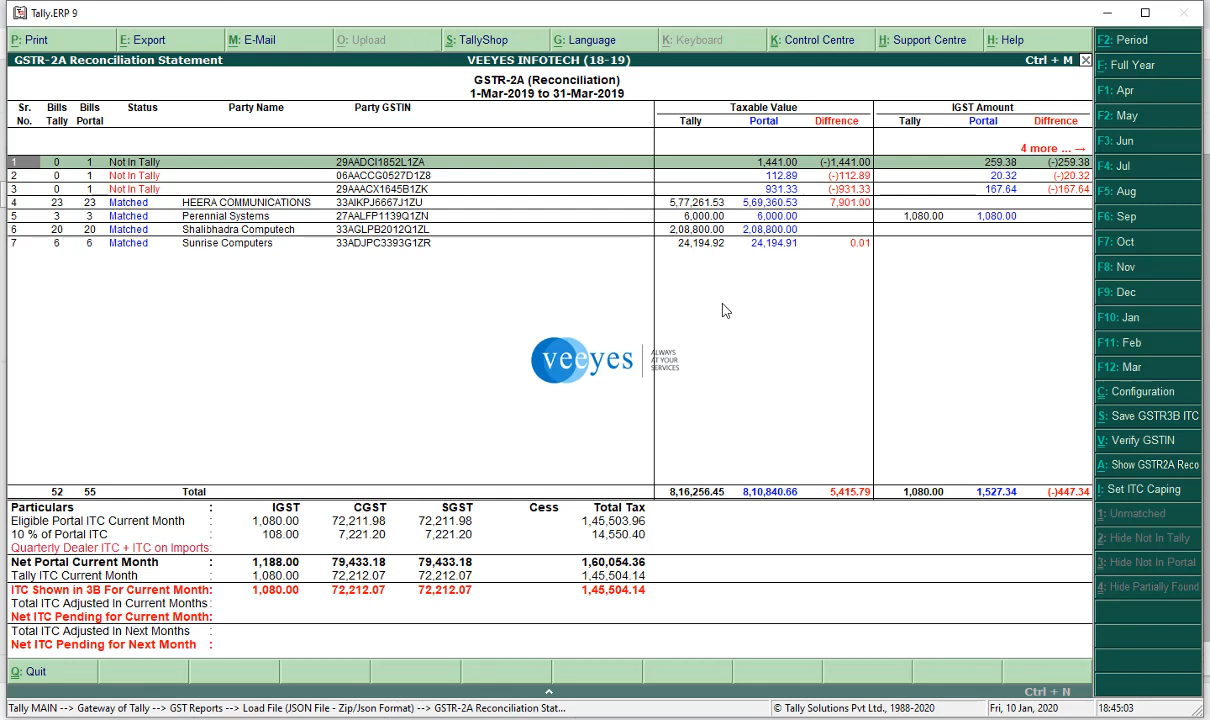 Tally.ERP 9
P: Print E: Export M: E-Mail O: Upload S: TallyShop G: Language K: Keyboard K: Control Centre H: Support Centre H: Help
GSTR-2A Reconciliation Statement VEEYES INFOTECH (18-19) Ctrl + M
GSTR-2A (Reconciliation)
1-Mar-2019 to 31-Mar-2019
Sr. Bills Bills Status Party Name Party GSTIN Taxable Value IGST Amount
No. Tally Portal Tally Portal Diffrence Tally Portal Diffrence
4 more ... →
1 0 1 Not In Tally 29AADCI1852L1ZA 1,441.00 (-)1,441.00 259.38 (-)259.38
2 0 1 Not In Tally 06AACCG0527D1Z8 112.89 (-)112.89 20.32 (-)20.32
3 0 1 Not In Tally 29AAACX1645B1ZK 931.33 (-)931.33 167.64 (-)167.64
4 23 23 Matched HEERA COMMUNICATIONS 33AIKPJ6667J1ZU 5,77,261.53 5,69,360.53 7,901.00
5 3 3 Matched Perennial Systems 27AALFP1139Q1ZN 6,000.00 6,000.00 1,080.00 1,080.00
6 20 20 Matched Shalibhadra Computech 33AGLPB2012Q1ZL 2,08,800.00 2,08,800.00
7 6 6 Matched Sunrise Computers 33ADJPC3393G1ZR 24,194.92 24,194.91 0.01
veeyes ALWAYS
AT YOUR
SERVICES
52 55 Total 8,16,256.45 8,10,840.66 5,415.79 1,080.00 1,527.34 (-)447.34
Particulars : IGST CGST SGST Cess Total Tax
Eligible Portal ITC Current Month : 1,080.00 72,211.98 72,211.98 1,45,503.96
10 % of Portal ITC : 108.00 7,221.20 7,221.20 14,550.40
Quarterly Dealer ITC + ITC on Imports:
Net Portal Current Month : 1,188.00 79,433.18 79,433.18 1,60,054.36
Tally ITC Current Month : 1,080.00 72,212.07 72,212.07 1,45,504.14
ITC Shown in 3B For Current Month: 1,080.00 72,212.07 72,212.07 1,45,504.14
Total ITC Adjusted In Current Months :
Net ITC Pending for Current Month:
Total ITC Adjusted In Next Months :
Net ITC Pending for Next Month :
F2: Period
F: Full Year
F1: Apr
F2: May
F3: Jun
F4: Jul
F5: Aug
F6: Sep
F7: Oct
F8: Nov
F9: Dec
F10: Jan
F11: Feb
F12: Mar
C: Configuration
S: Save GSTR3B ITC
V: Verify GSTIN
A: Show GSTR2A Reco
I: Set ITC Caping
1: Unmatched
2: Hide Not In Tally
3: Hide Not In Portal
4: Hide Partially Found
Q: Quit
Ctrl + N
Tally MAIN --> Gateway of Tally --> GST Reports --> Load File (JSON File - Zip/Json Format) --> GSTR-2A Reconciliation Stat... © Tally Solutions Pvt Ltd., 1988-2020 Fri, 10 Jan, 2020 18:45:03